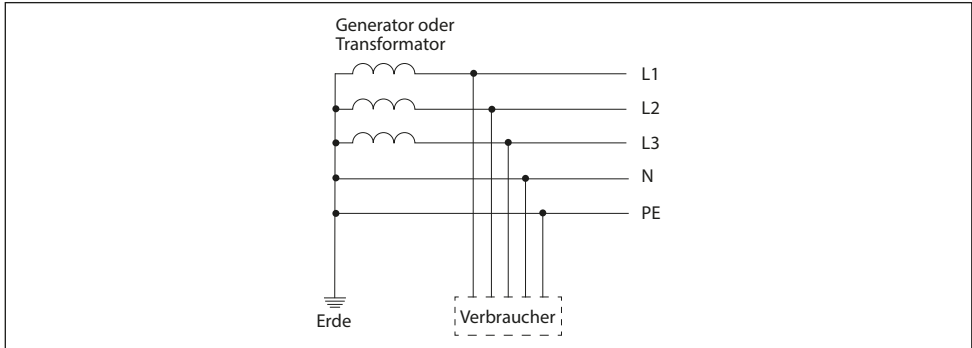 Generator oder
Transformator
L1
L2
L3
N
PE
Erde
Verbraucher